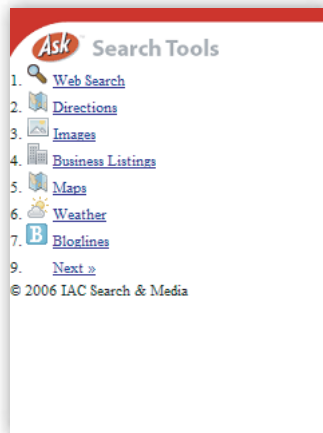 Ask Search Tools
1. Web Search
2. Directions
3. Images
4. Business Listings
5. Maps
6. Weather
7. B Bloglines
9. Next »
© 2006 IAC Search & Media